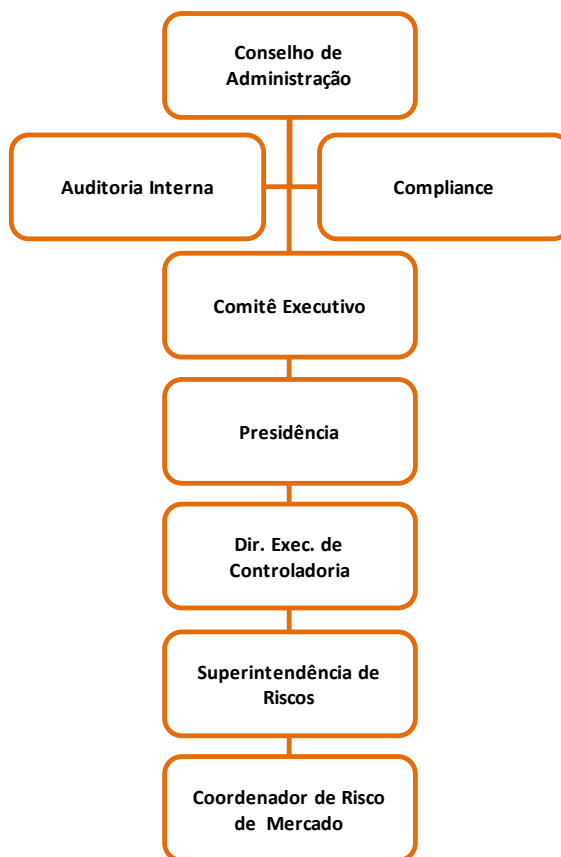 Conselho de
Administração
Auditoria Interna
Compliance
Comitê Executivo
Presidência
Dir. Exec. de
Controladoria
Superintendência de
Riscos
Coordenador de Risco
de Mercado